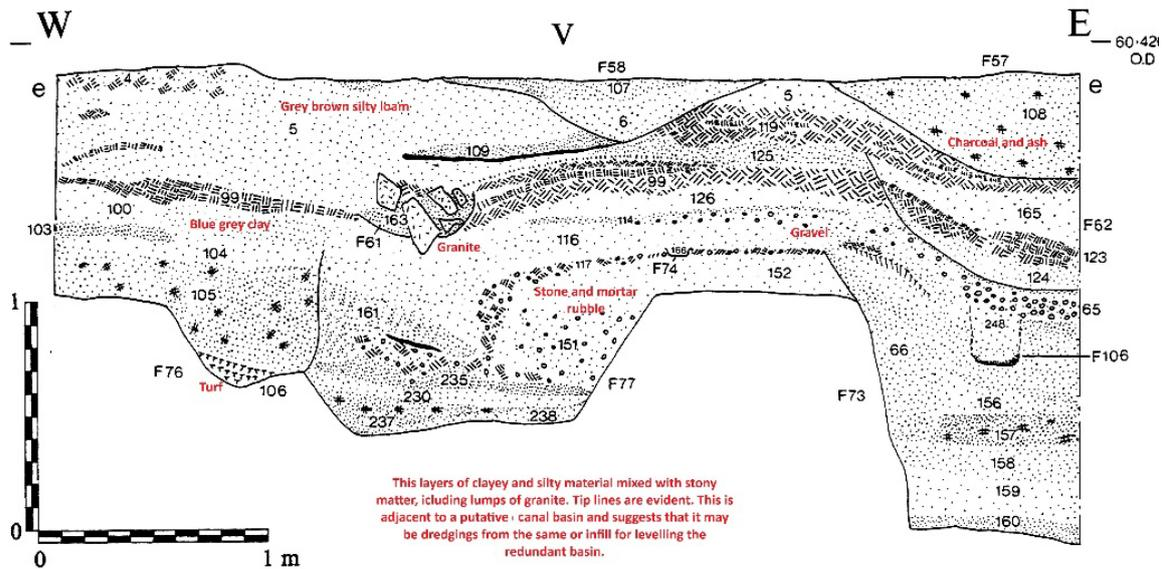 W
V
E
60·420
O.D
F58
F57
4
107
5
108
e
e
Grey brown silty loam
5
6
119
Charcoal and ash
109
125
99
99
165
100
163
126
F62
Blue grey clay
114
Gravel
103
F61
Granite
116
123
104
117
166
F74
152
124
105
Stone and mortar
rubble
1
161
65
248
151
66
F106
F76
235
F77
Turf
106
230
F73
156
237
238
157
158
This layers of clayey and silty material mixed with stony
matter, icluding lumps of granite. Tip lines are evident. This is
adjacent to a putative canal basin and suggests that it may
be dredgings from the same or infill for levelling the
redundant basin.
159
160
0
0
1 m